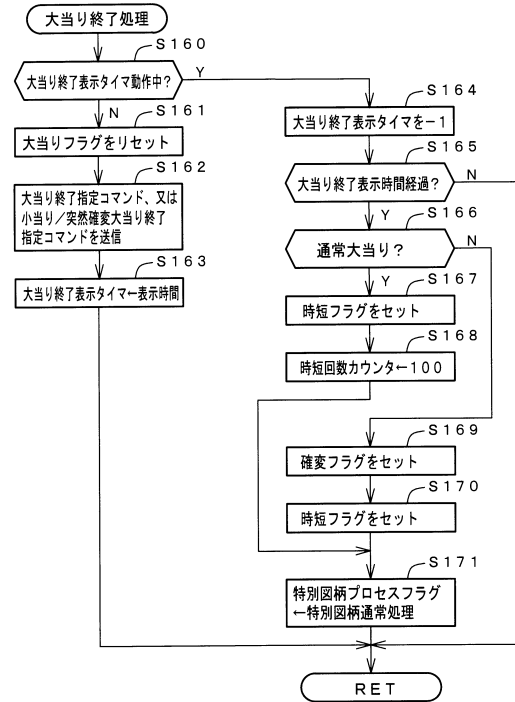 大当り終了処理
S160
大当り終了表示タイマ動作中?
Y
N
S161
大当りフラグをリセット
S162
大当り終了指定コマンド、又は
小当り/突然確変大当り終了
指定コマンドを送信
S163
大当り終了表示タイマ←表示時間
S164
大当り終了表示タイマを−1
S165
大当り終了表示時間経過?
N
Y
S166
通常大当り?
N
Y
S167
時短フラグをセット
S168
時短回数カウンタ←100
S169
確変フラグをセット
S170
時短フラグをセット
S171
特別図柄プロセスフラグ
←特別図柄通常処理
RET